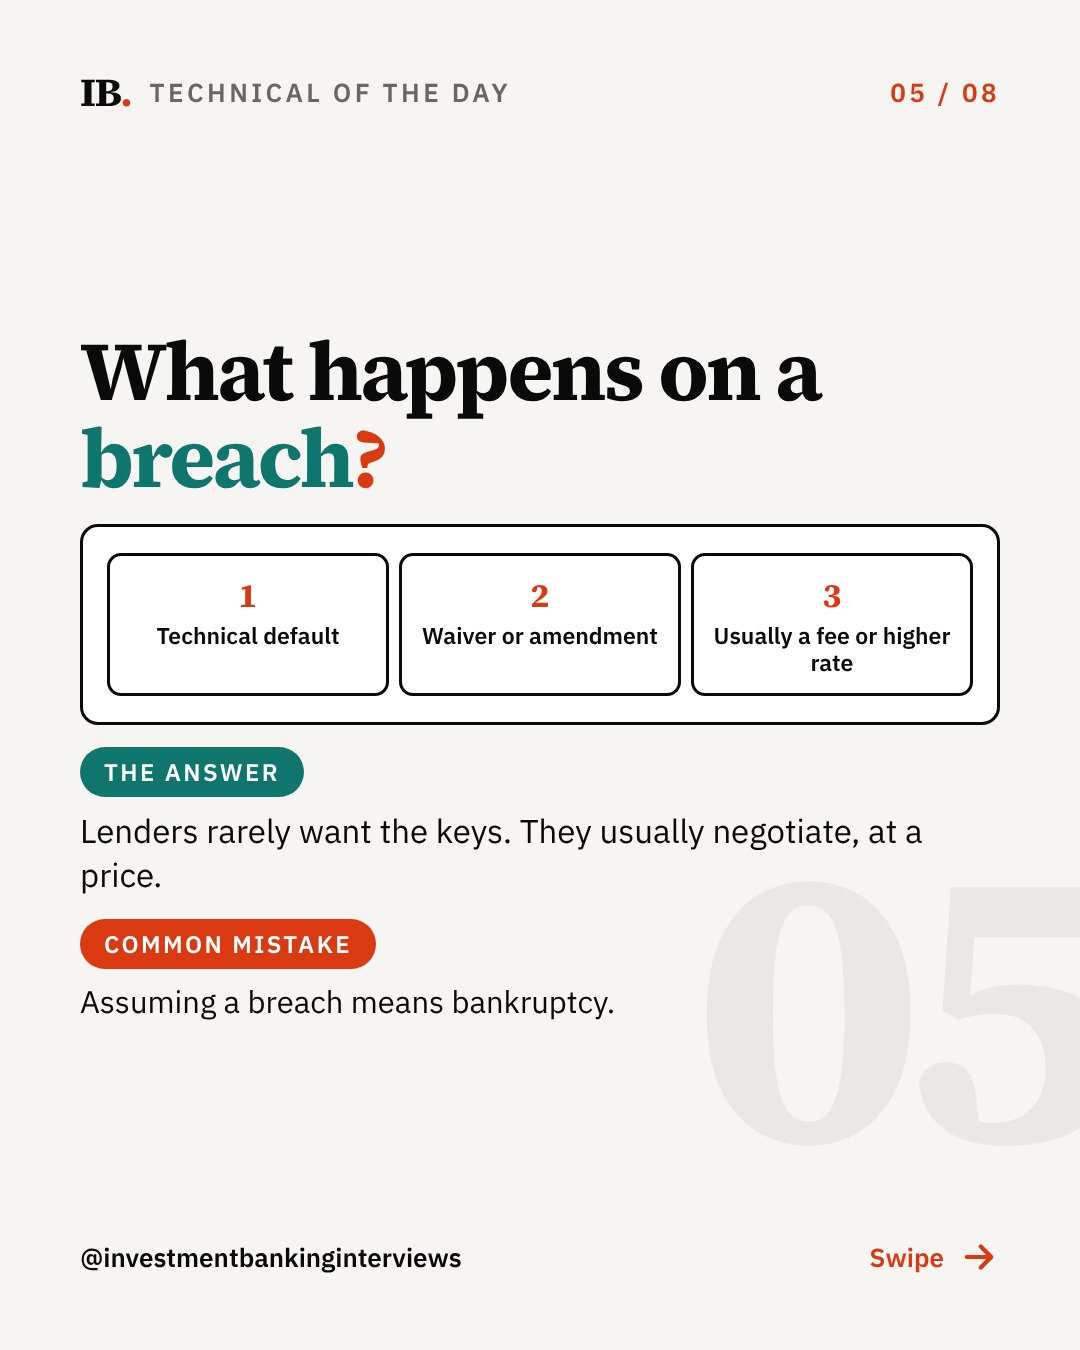 IB. TECHNICAL OF THE DAY
05 / 08
What happens on a
breach?
1
Technical default
2
Waiver or amendment
3
Usually a fee or higher
rate
THE ANSWER
Lenders rarely want the keys. They usually negotiate, at a
price.
COMMON MISTAKE
Assuming a breach means bankruptcy.
05
@investmentbankinginterviews
Swipe →